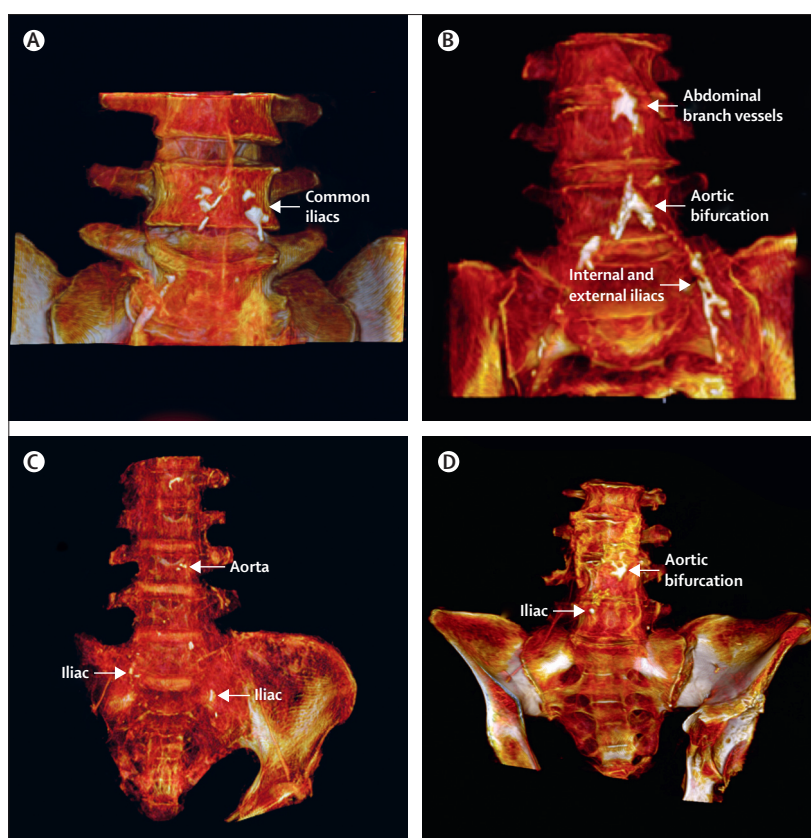 A
Common
iliacs
B
Abdominal
branch vessels
Aortic
bifurcation
Internal and
external iliacs
C
Aorta
Iliac
Iliac
D
Aortic
bifurcation
Iliac